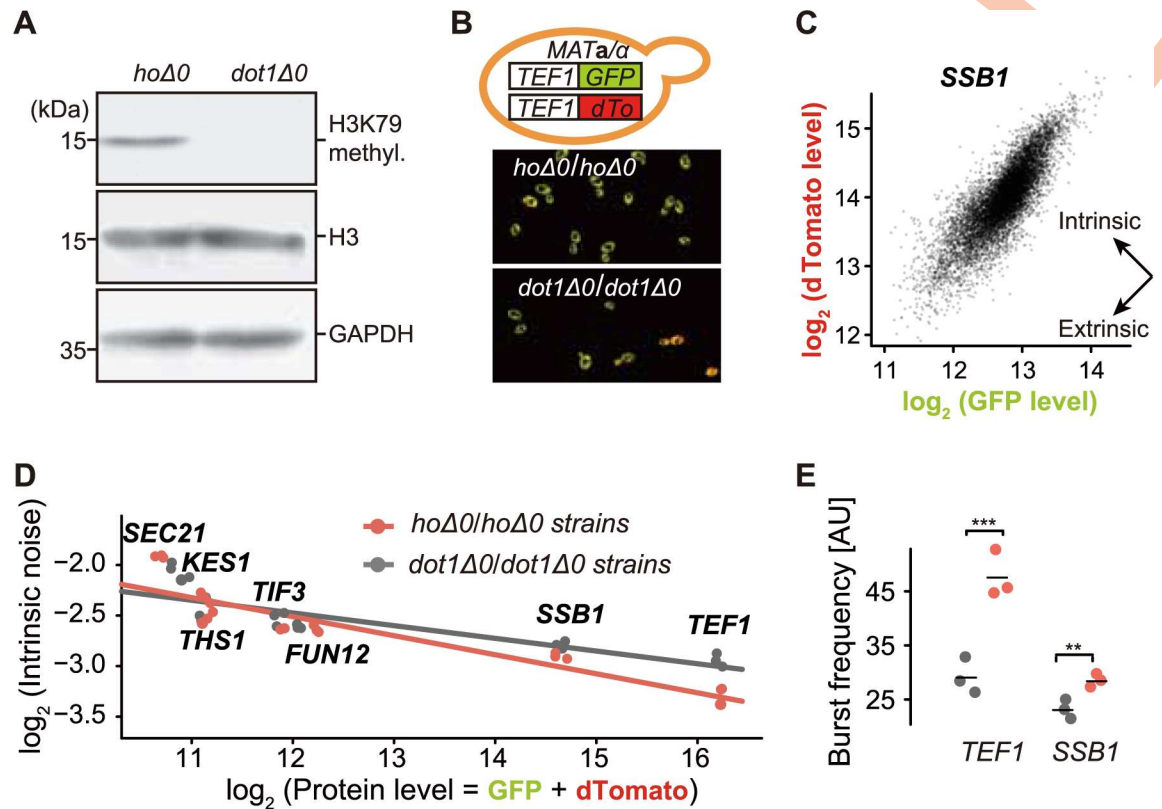 A
hoΔ0 dot1Δ0
(kDa)
15
H3K79
methyl.
15
H3
35
GAPDH
B
MATa/α
TEF1 GFP
TEF1 dTo
hoΔ0/hoΔ0
dot1Δ0/dot1Δ0
C
SSB1
log₂ (dTomato level)
15
14
13
12
Intrinsic
Extrinsic
11 12 13 14
log₂ (GFP level)
D
log₂ (Intrinsic noise)
−2.0
−2.5
−3.0
−3.5
SEC21
KES1
THS1
TIF3
FUN12
SSB1
TEF1
hoΔ0/hoΔ0 strains
dot1Δ0/dot1Δ0 strains
11 12 13 14 15 16
log₂ (Protein level = GFP + dTomato)
E
Burst frequency [AU]
45
35
25
***
**
TEF1 SSB1